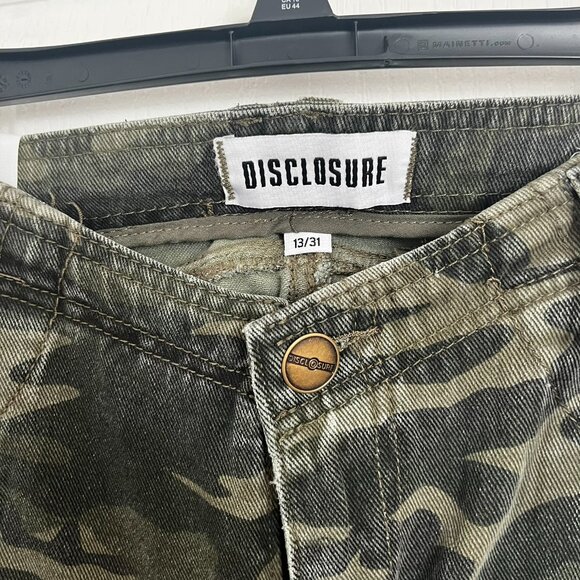 EU 44
MAINETTI.com
DISCLOSURE
13/31
DISCLOSURE